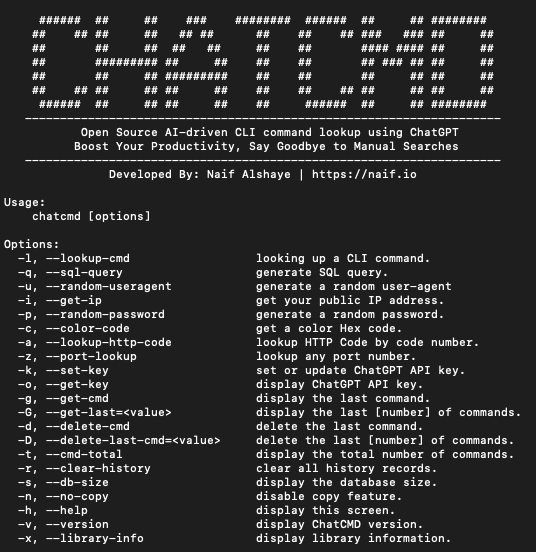 CHATCMD
Open Source AI-driven CLI command lookup using ChatGPT
Boost Your Productivity, Say Goodbye to Manual Searches
Developed By: Naif Alshaye | https://naif.io
Usage:
chatcmd [options]
Options:
-l, --lookup-cmd looking up a CLI command.
-q, --sql-query generate SQL query.
-u, --random-useragent generate a random user-agent
-i, --get-ip get your public IP address.
-p, --random-password generate a random password.
-c, --color-code get a color Hex code.
-a, --lookup-http-code lookup HTTP Code by code number.
-z, --port-lookup lookup any port number.
-k, --set-key set or update ChatGPT API key.
-o, --get-key display ChatGPT API key.
-g, --get-cmd display the last command.
-G, --get-last=<value> display the last [number] of commands.
-d, --delete-cmd delete the last command.
-D, --delete-last-cmd=<value> delete the last [number] of commands.
-t, --cmd-total display the total number of commands.
-r, --clear-history clear all history records.
-s, --db-size display the database size.
-n, --no-copy disable copy feature.
-h, --help display this screen.
-v, --version display ChatCMD version.
-x, --library-info display library information.